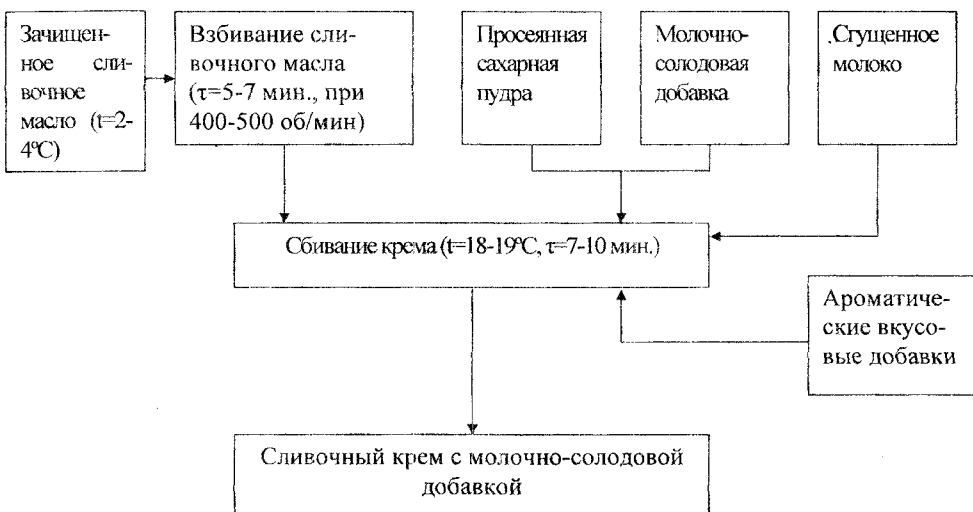 Зачищен-
ное сли-
вочное
масло (t=2-
4ºC)
Взбивание сли-
вочного масла
(τ=5-7 мин., при
400-500 об/мин)
Просеянная
сахарная
пудра
Молочно-
солодовая
добавка
Сгущенное
молоко
Сбивание крема (t=18-19ºC, τ=7-10 мин.)
Ароматиче-
ские вкусо-
вые добавки
Сливочный крем с молочно-солодовой
добавкой